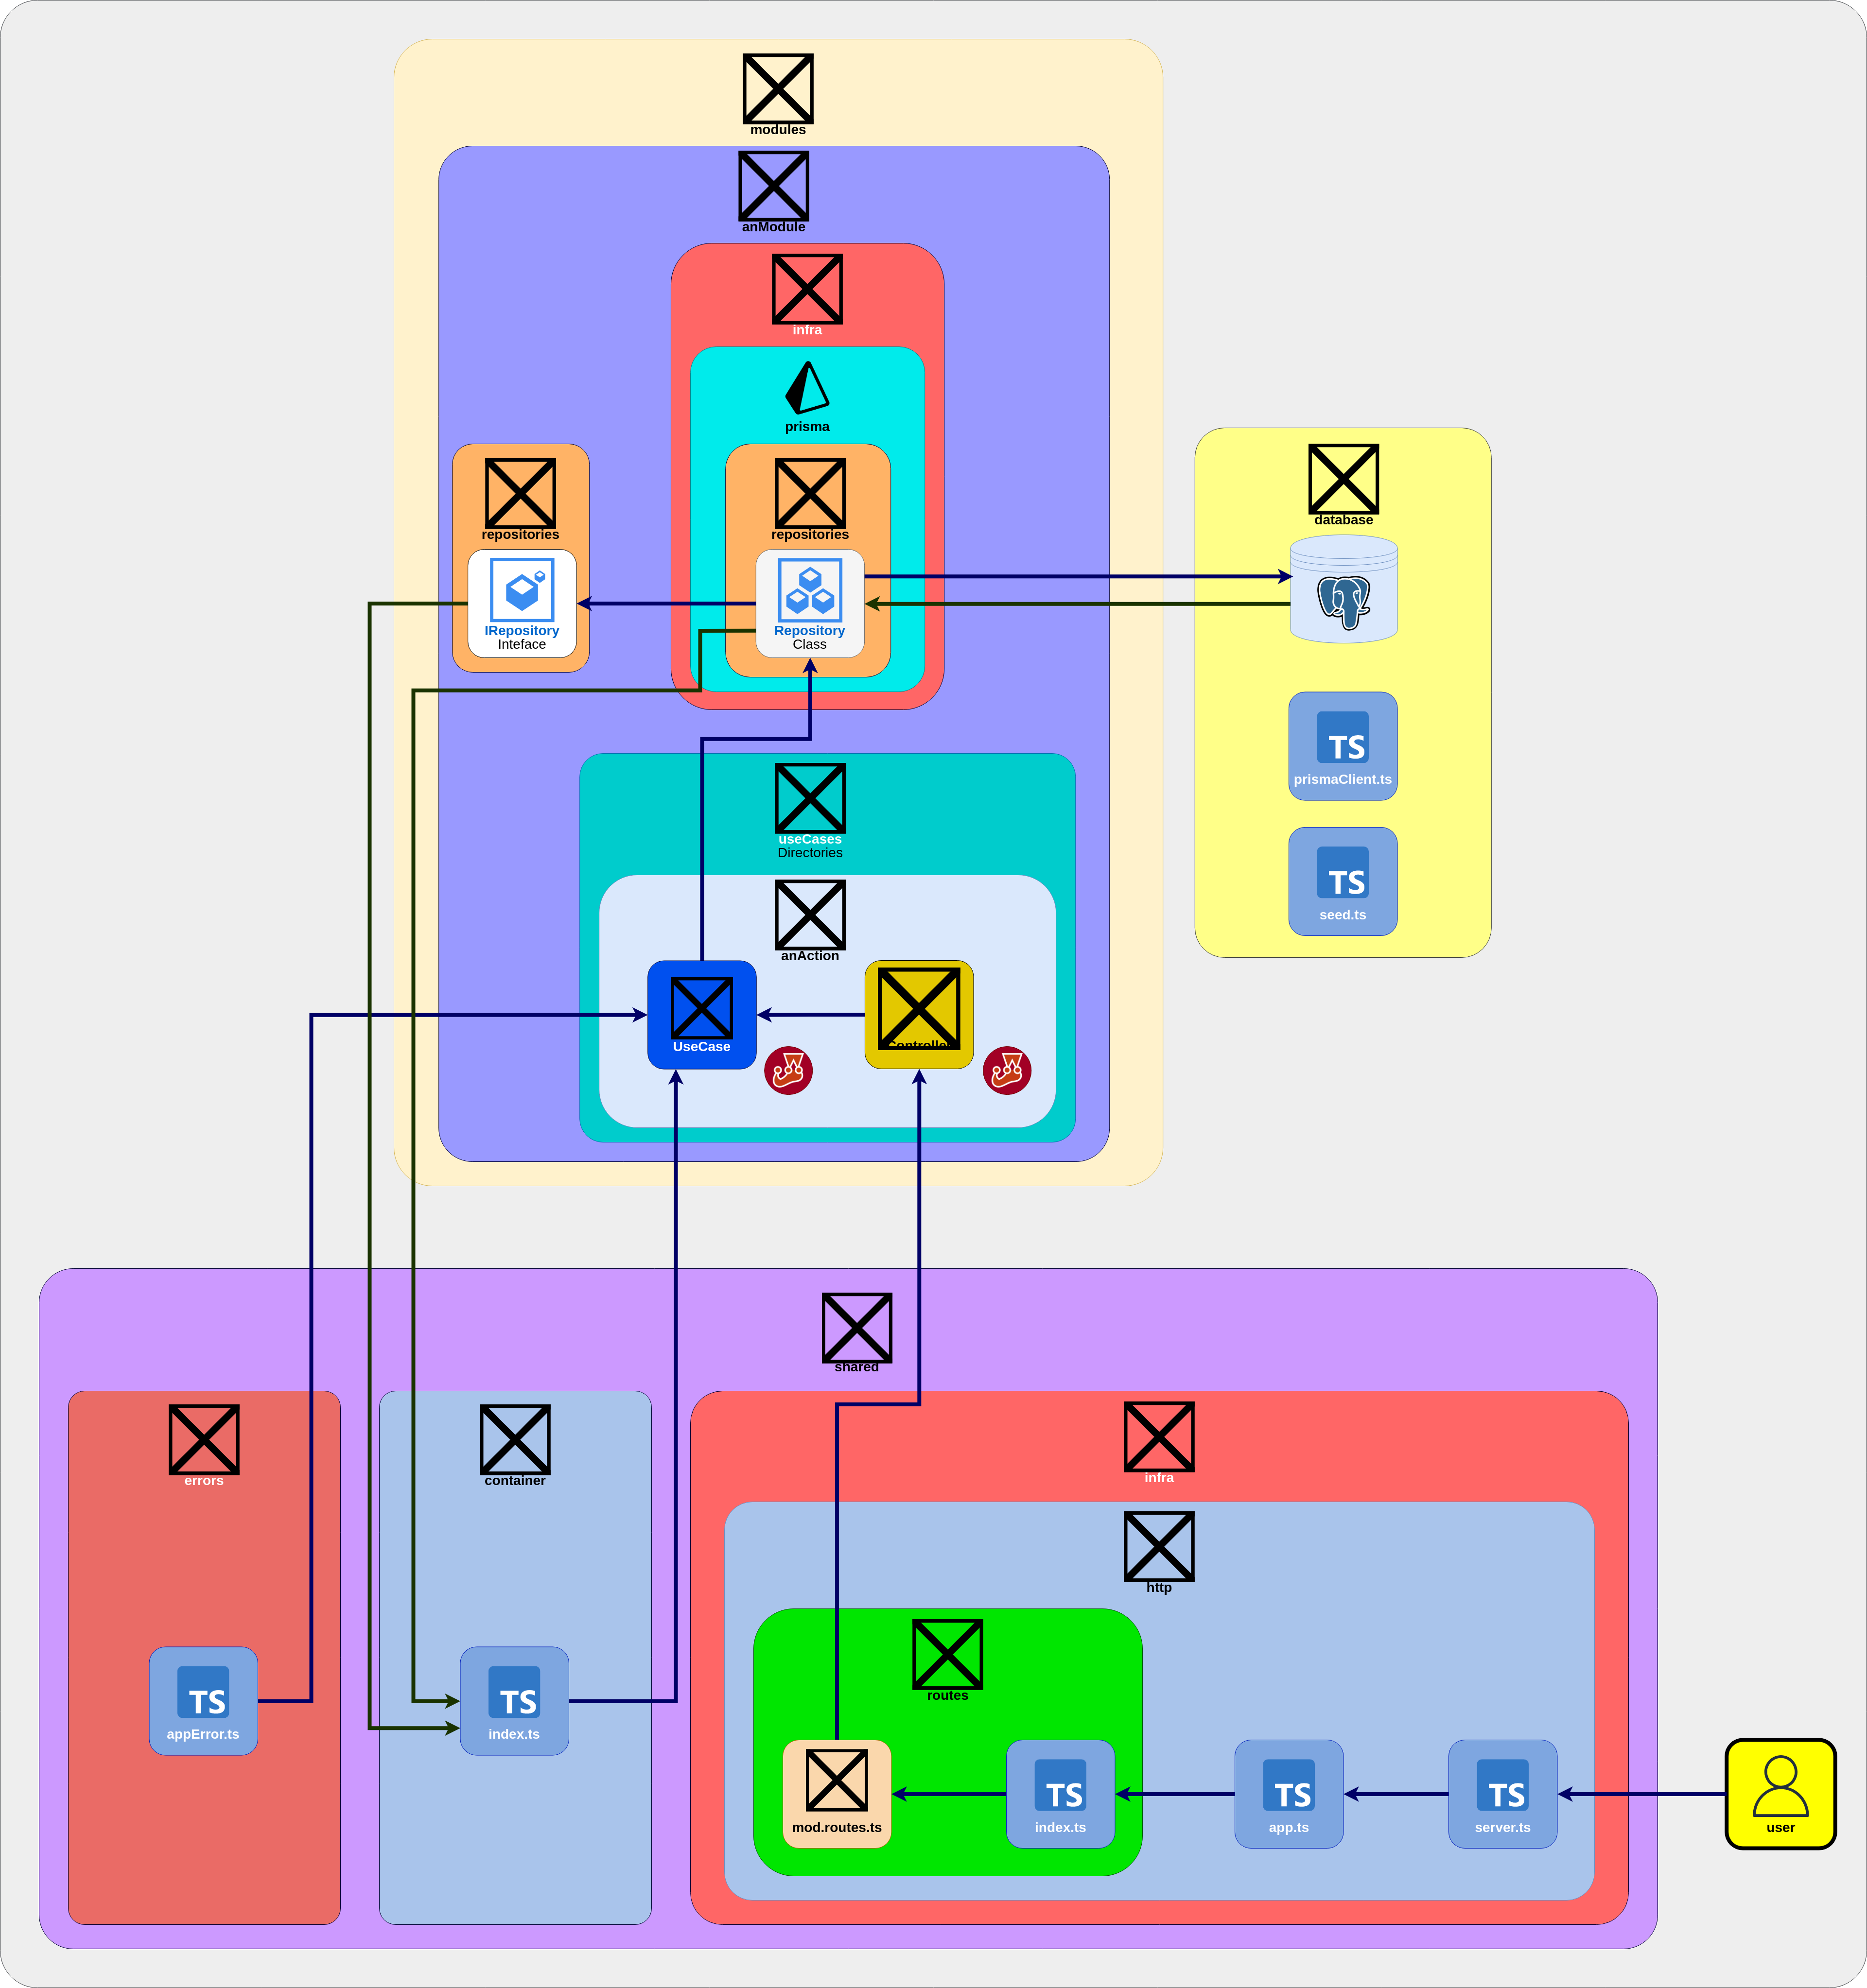 modules
anModule
infra
prisma
repositories
repositories
IRepository
Inteface
Repository
Class
database
TS
prismaClient.ts
TS
seed.ts
useCases
Directories
anAction
UseCase
Controller
shared
errors
container
infra
http
routes
TS
appError.ts
TS
index.ts
mod.routes.ts
TS
index.ts
TS
app.ts
TS
server.ts
user